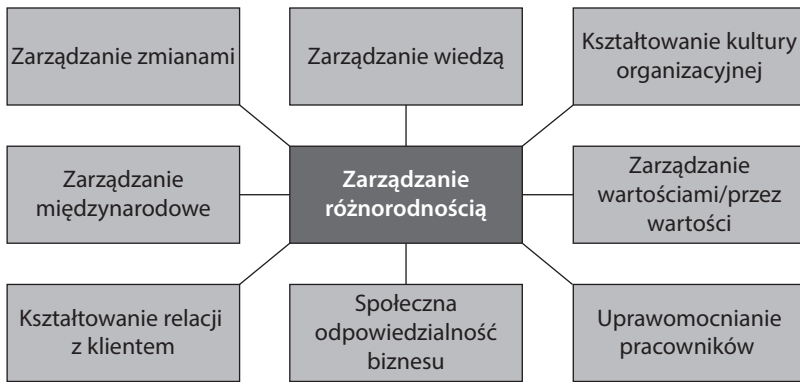 Zarządzanie zmianami
Zarządzanie wiedzą
Kształtowanie kultury
organizacyjnej
Zarządzanie
międzynarodowe
Zarządzanie
różnorodnością
Zarządzanie
wartościami/przez
wartości
Kształtowanie relacji
z klientem
Społeczna
odpowiedzialność
biznesu
Uprawomocnianie
pracowników